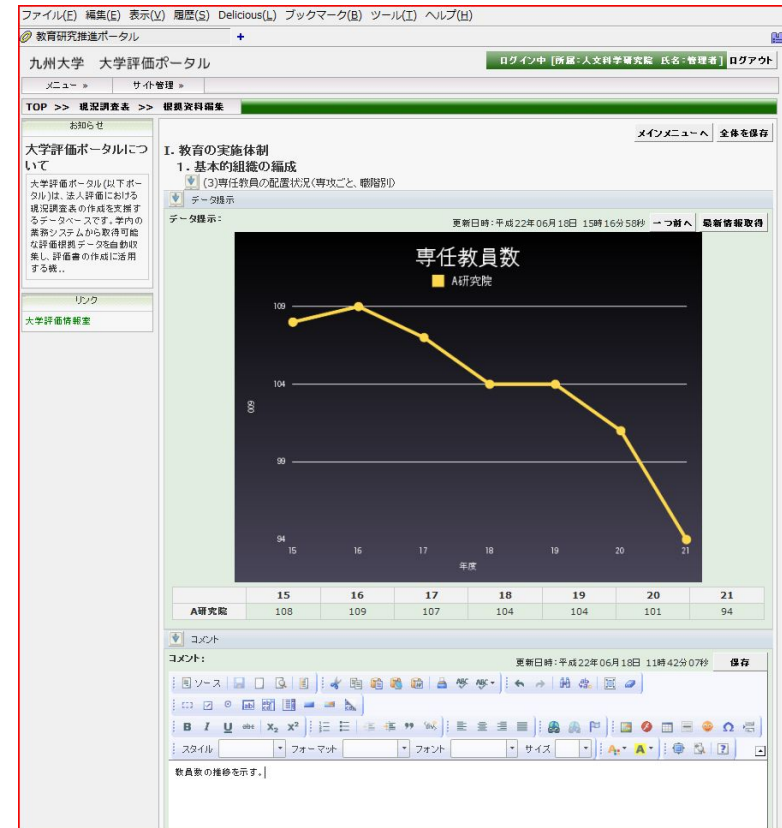 ファイル(F) 編集(E) 表示(V) 履歴(S) Delicious(L) ブックマーク(B) ツール(T) ヘルプ(H)
教育研究推進ポータル +
九州大学 大学評価ポータル
ログイン中 [所属:人文科学研究院 氏名:管理者] ログアウト
メニュー » サイト管理 »
TOP >> 現況調査表 >> 根拠資料編集
お知らせ
大学評価ポータルについて
大学評価ポータル(以下ポー
タル)は、法人評価における
現況調査表の作成を支援す
るデータベースです。学内の
業務システムから取得可能
な評価根拠データを自動収
集し、評価書の作成に活用
する機..
リンク
大学評価情報室
メインメニューへ 全体を保存
I. 教育の実施体制
1. 基本的組織の編成
(3)専任教員の配置状況(専攻ごと、職階別)
データ提示
データ提示: 更新日時:平成22年06月18日 15時16分58秒 一つ前へ 最新情報取得
専任教員数
A研究院
109
104
99
94
15 16 17 18 19 20 21
年度
15 16 17 18 19 20 21
A研究院 108 109 107 104 104 101 94
コメント
コメント: 更新日時:平成22年06月18日 11時42分07秒 保存
ソース
B I U abc X₂ X²
スタイル フォーマット フォント サイズ
教員数の推移を示す。